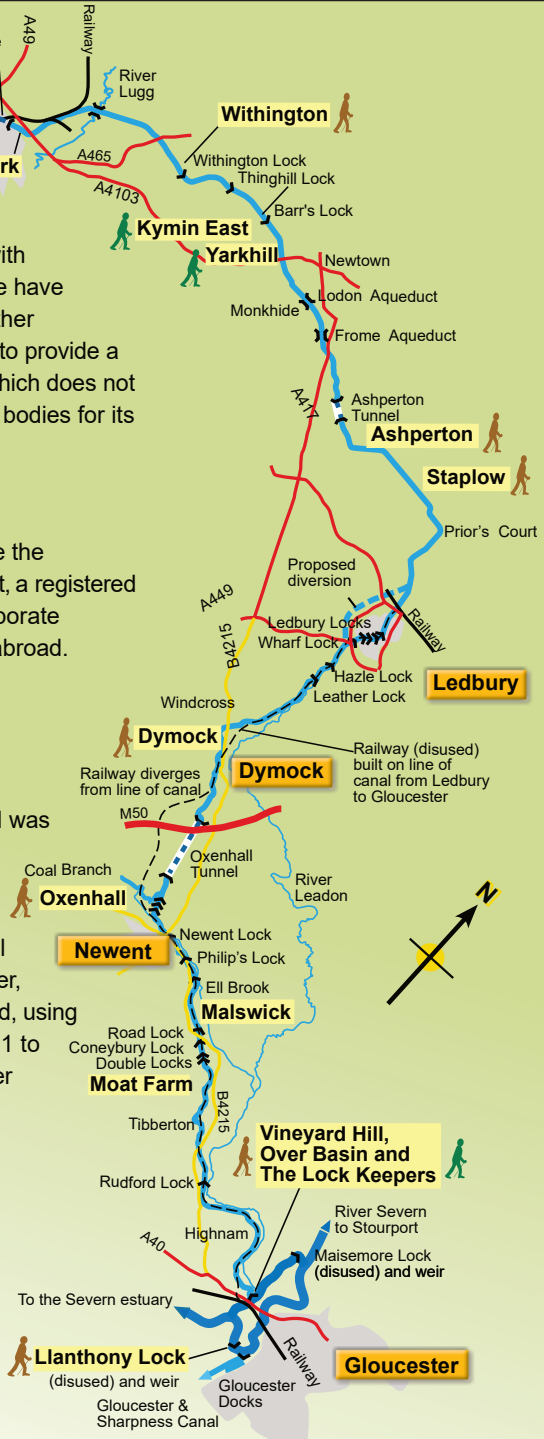 A49
Railway
River
Lugg
Withington
rk
A465
A4103
Withington Lock
Thinghill Lock
Barr's Lock
Kymin East
Yarkhill
Newtown
Lodon Aqueduct
Monkhide
Frome Aqueduct
A417
Ashperton
Tunnel
Ashperton
Staplow
Prior's Court
Proposed
diversion
A449
B4215
Ledbury Locks
Wharf Lock
Railway
Hazle Lock
Leather Lock
Ledbury
Windcross
Dymock
Dymock
Railway (disused)
built on line of
canal from Ledbury
to Gloucester
Railway diverges
from line of canal
M50
Oxenhall
Tunnel
Coal Branch
Oxenhall
River
Leadon
N
Newent Lock
Newent
Philip's Lock
Ell Brook
Malswick
Road Lock
Coneybury Lock
Double Locks
Moat Farm
B4215
Tibberton
Vineyard Hill,
Over Basin and
The Lock Keepers
Rudford Lock
River Severn
to Stourport
Highnam
A40
Maisemore Lock
(disused) and weir
To the Severn estuary
Llanthony Lock
(disused) and weir
Railway
Gloucester
Gloucester
Docks
Gloucester &
Sharpness Canal
ith
e have
ther
to provide a
hich does not
bodies for its
e the
t, a registered
porate
abroad.
l was
l
er,
d, using
1 to
er